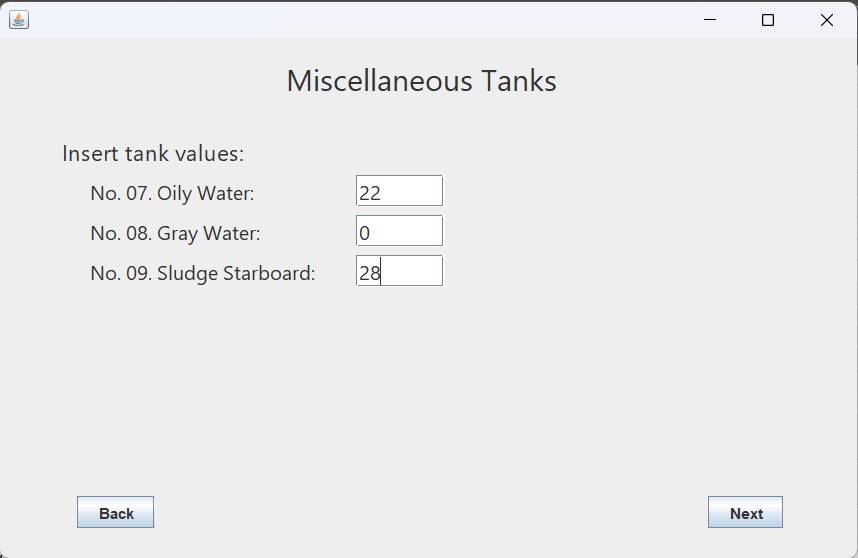 Miscellaneous Tanks
Insert tank values:
No. 07. Oily Water: 22
No. 08. Gray Water: 0
No. 09. Sludge Starboard: 28
Back Next